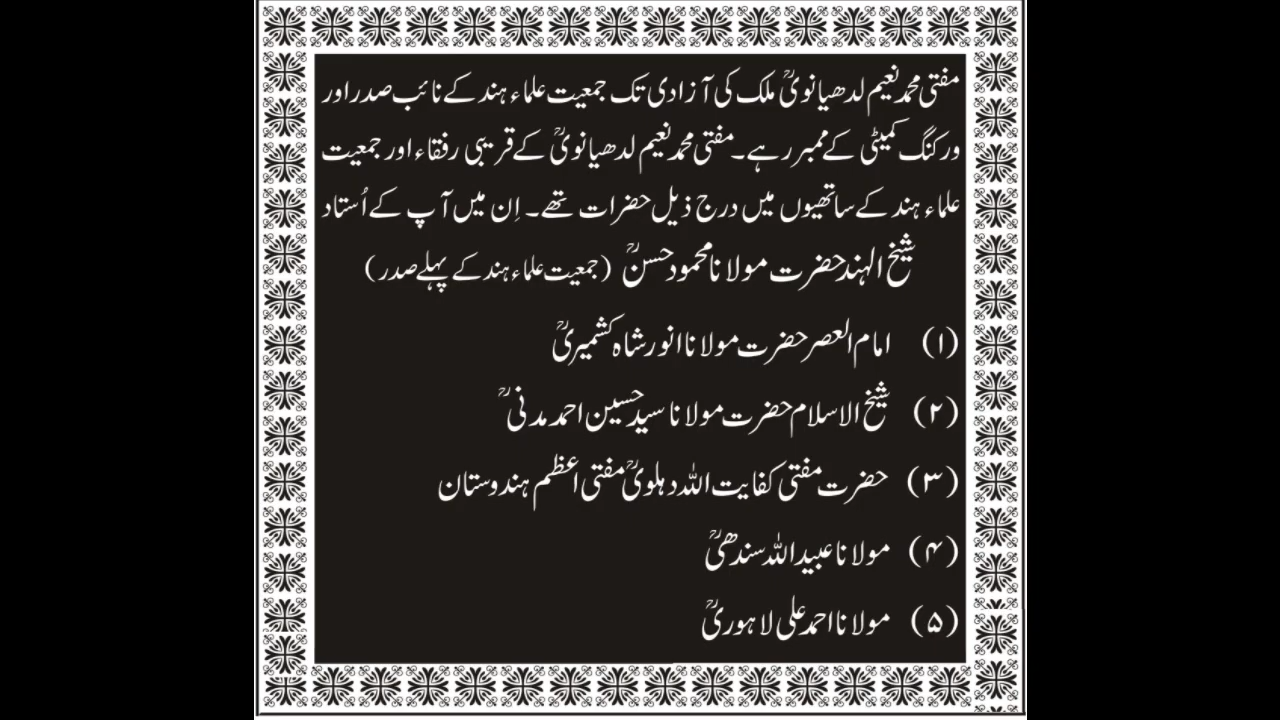 مفتی محمد نعیم لدھیانویؒ ملک کی آزادی تک جمعیت علماء ہند کے نائب صدر اور
ورکنگ کمیٹی کے ممبر رہے۔ مفتی محمد نعیم لدھیانویؒ کے قریبی رفقاء اور جمعیت
علماء ہند کے ساتھیوں میں درج ذیل حضرات تھے۔ اِن میں آپ کے اُستاد
شیخ الہند حضرت مولانا محمود حسنؒ (جمعیت علماء ہند کے پہلے صدر)
(۱) امام العصر حضرت مولانا انور شاہ کشمیریؒ
(۲) شیخ الاسلام حضرت مولانا سید حسین احمد مدنیؒ
(۳) حضرت مفتی کفایت اللہ دہلویؒ مفتی اعظم ہندوستان
(۴) مولانا عبید اللہ سندھیؒ
(۵) مولانا احمد علی لاہوریؒ